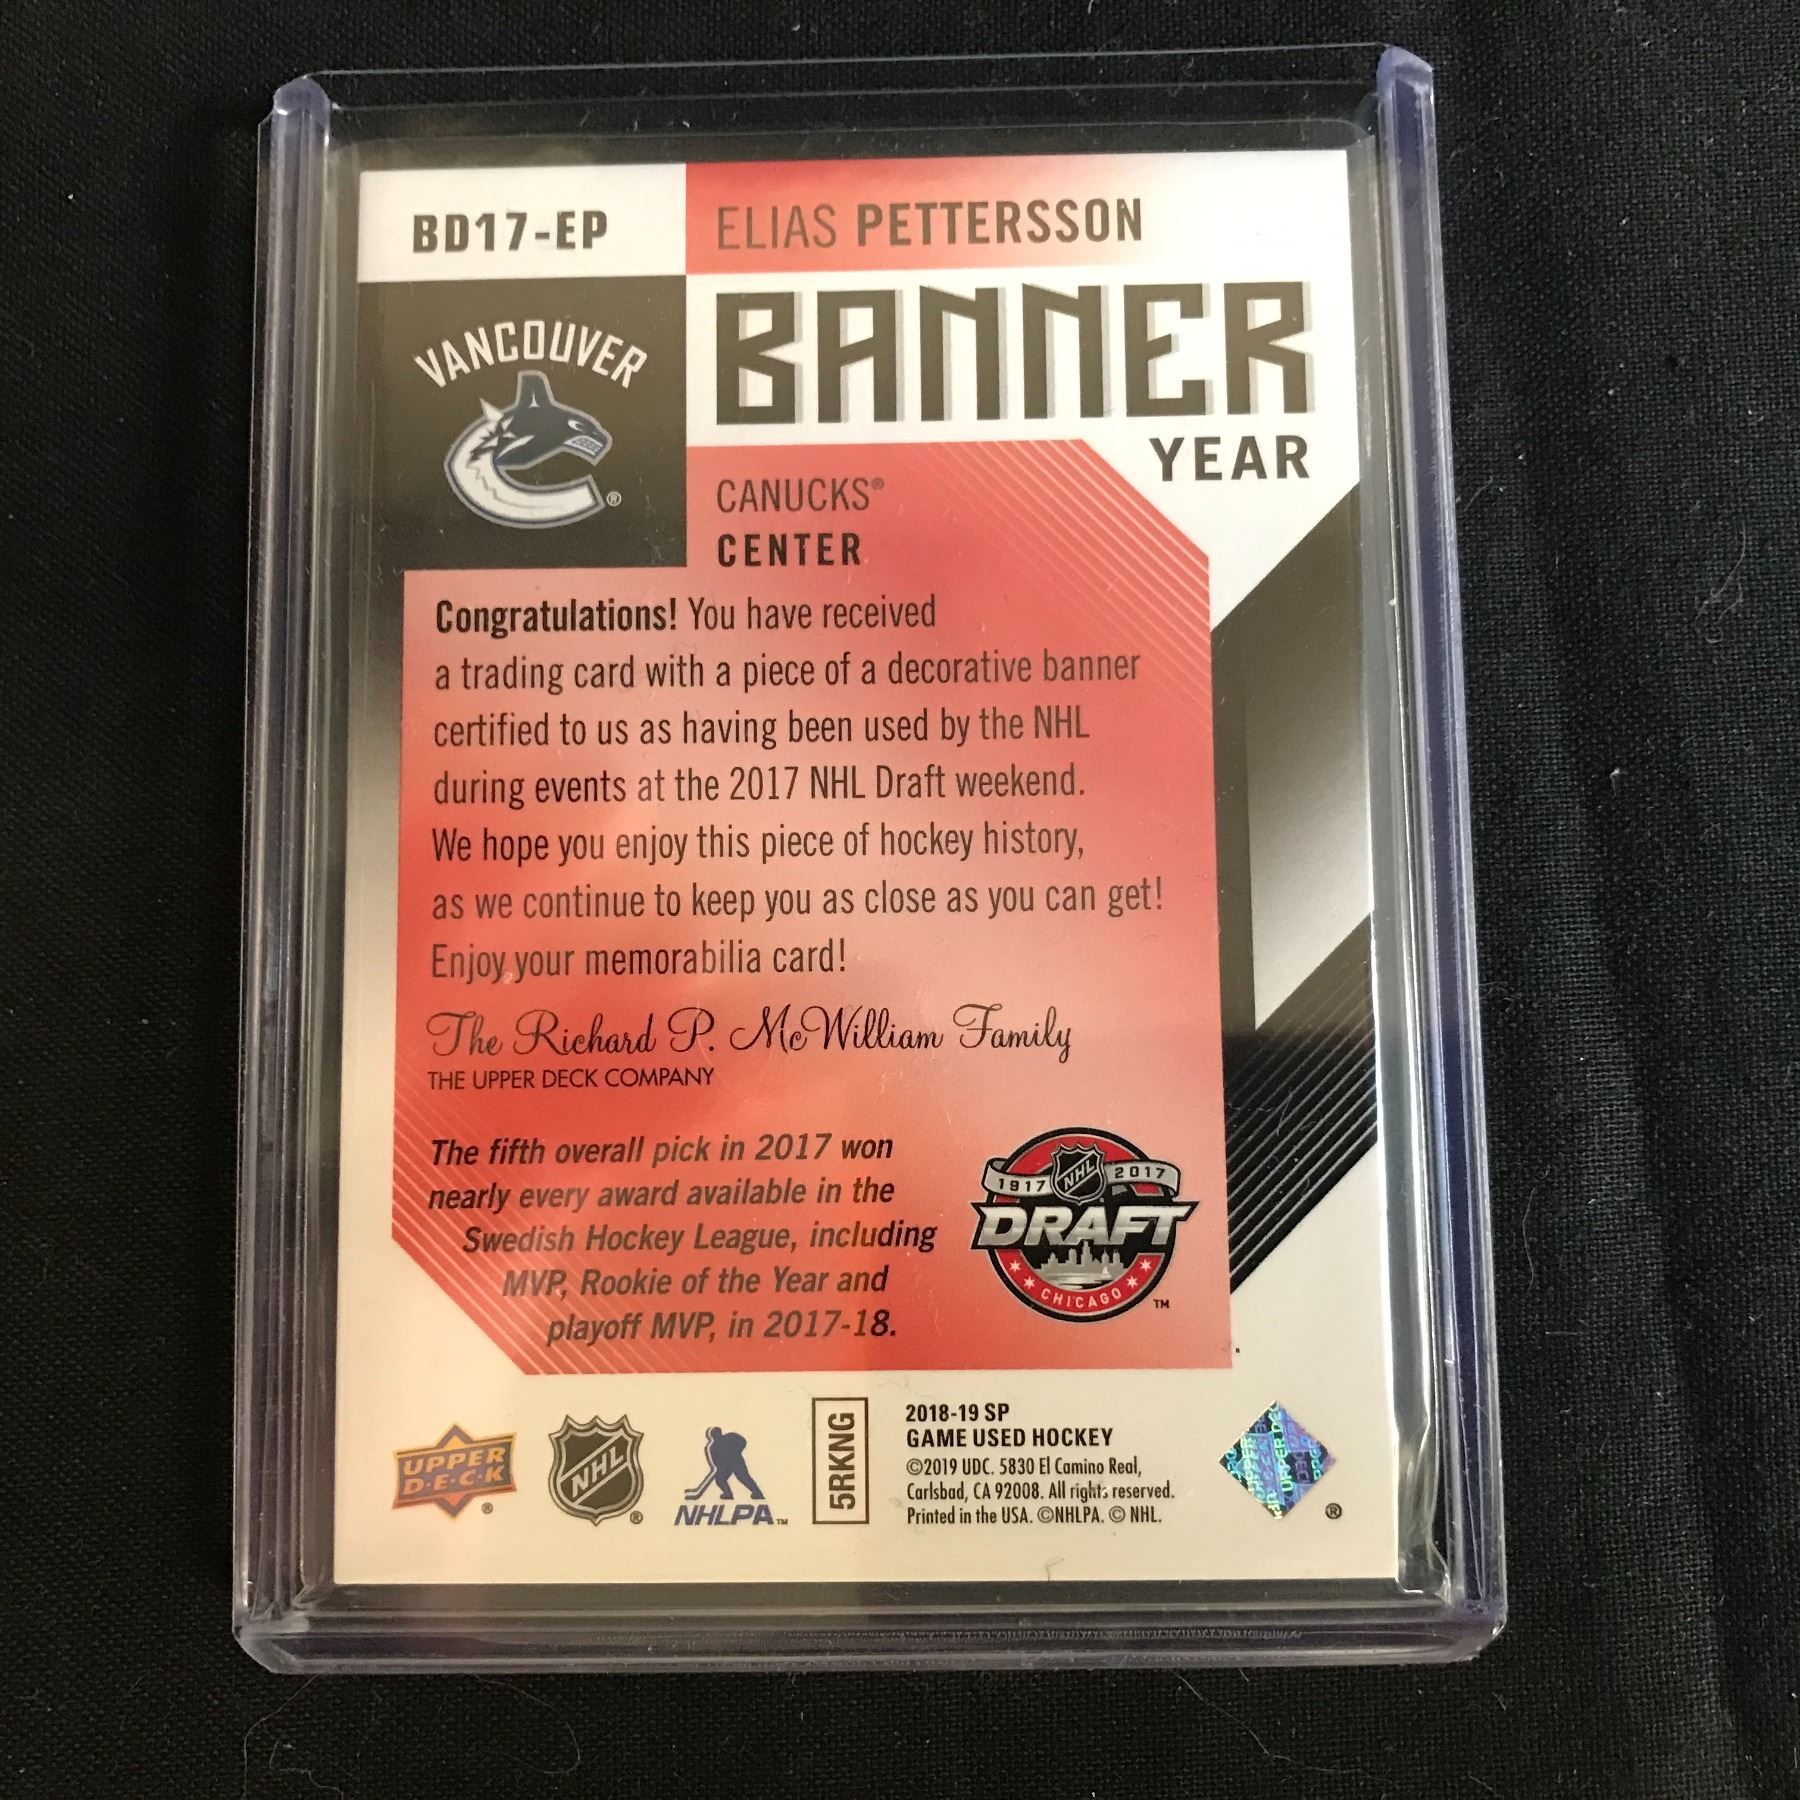 BD17-EP
ELIAS PETTERSSON
VANCOUVER
®
BANNER
YEAR
CANUCKS®
CENTER
Congratulations! You have received
a trading card with a piece of a decorative banner
certified to us as having been used by the NHL
during events at the 2017 NHL Draft weekend.
We hope you enjoy this piece of hockey history,
as we continue to keep you as close as you can get!
Enjoy your memorabilia card!
The Richard P. McWilliam Family
THE UPPER DECK COMPANY
The fifth overall pick in 2017 won
nearly every award available in the
Swedish Hockey League, including
MVP, Rookie of the Year and
playoff MVP, in 2017-18.
1917 NHL 2017
DRAFT
CHICAGO
™
UPPER
D·E·C·K
®
NHL
®
NHLPA™
5RKNG
2018-19 SP
GAME USED HOCKEY
©2019 UDC. 5830 El Camino Real,
Carlsbad, CA 92008. All rights reserved.
Printed in the USA. ©NHLPA. © NHL.
®